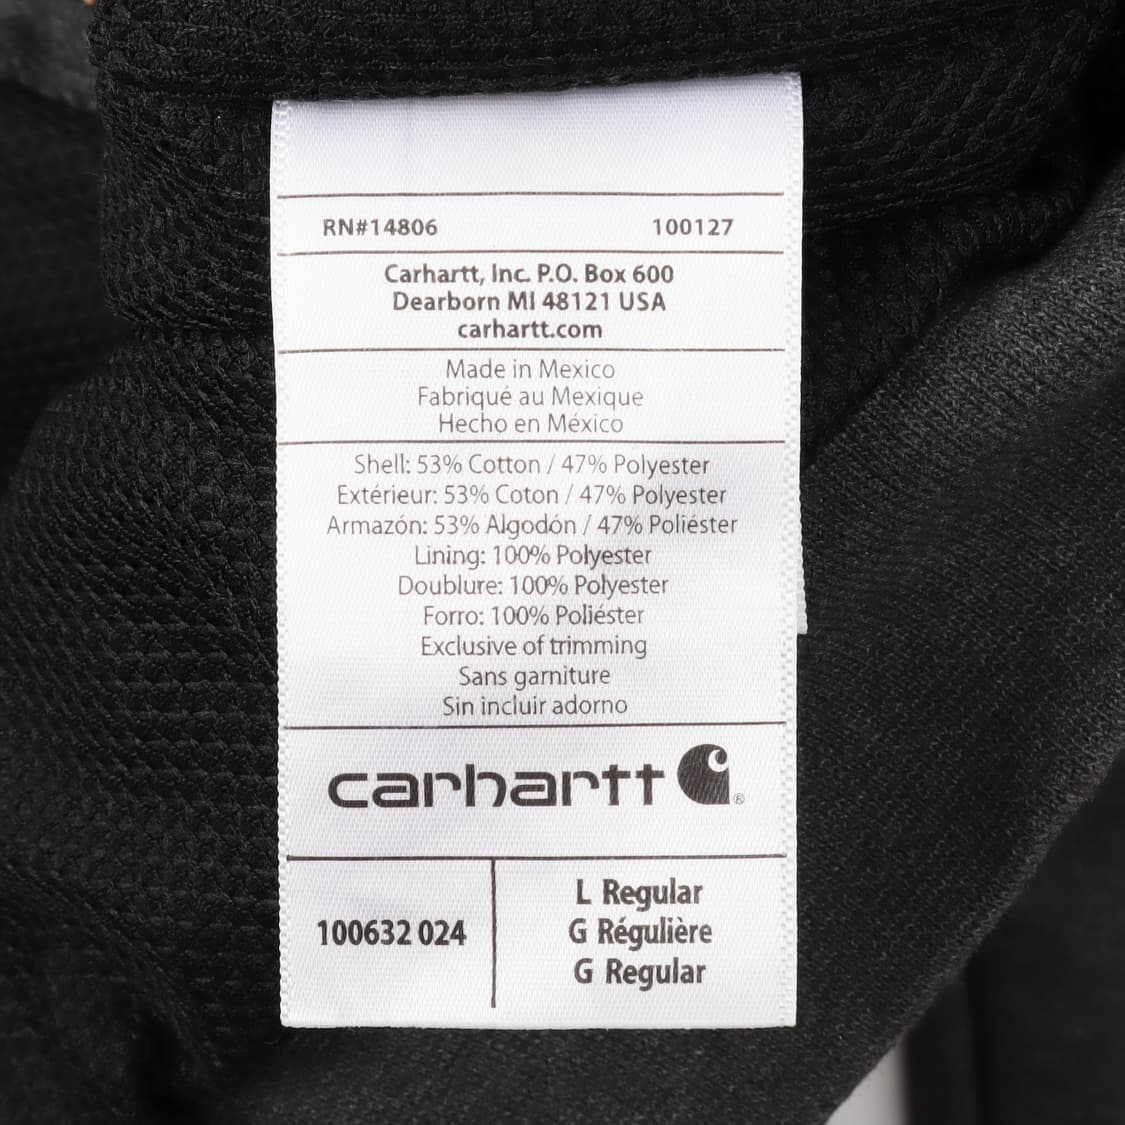 RN#14806 100127
Carhartt, Inc. P.O. Box 600
Dearborn MI 48121 USA
carhartt.com
Made in Mexico
Fabriqué au Mexique
Hecho en México
Shell: 53% Cotton / 47% Polyester
Extérieur: 53% Coton / 47% Polyester
Armazón: 53% Algodón / 47% Poliéster
Lining: 100% Polyester
Doublure: 100% Polyester
Forro: 100% Poliéster
Exclusive of trimming
Sans garniture
Sin incluir adorno
carhartt ®
100632 024
L Regular
G Régulière
G Regular